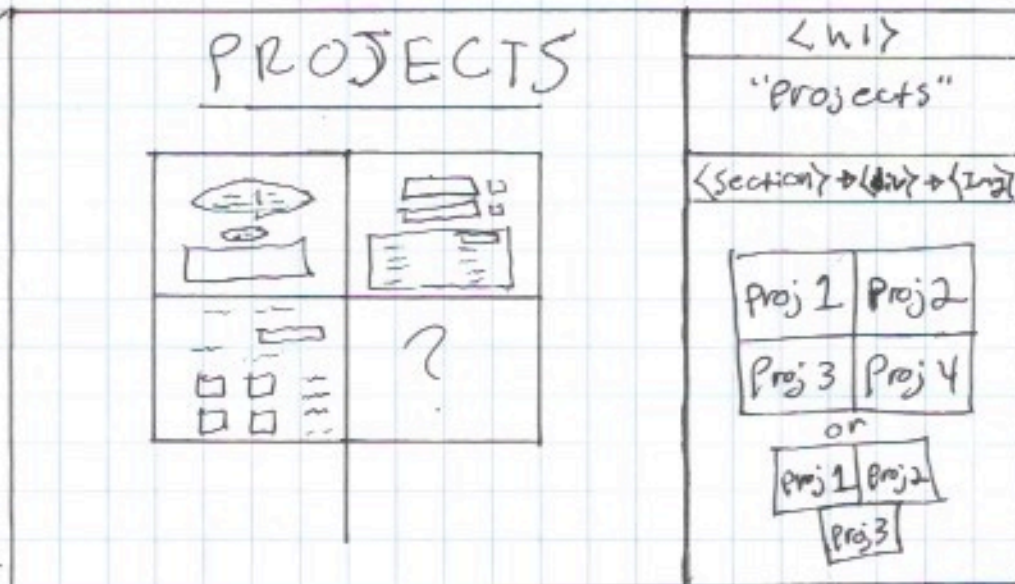 PROJECTS
?
<h1>
"Projects"
<section> → <div> → <Img>
Proj 1 Proj 2
Proj 3 Proj 4
or
Proj 1 Proj 2
Proj 3